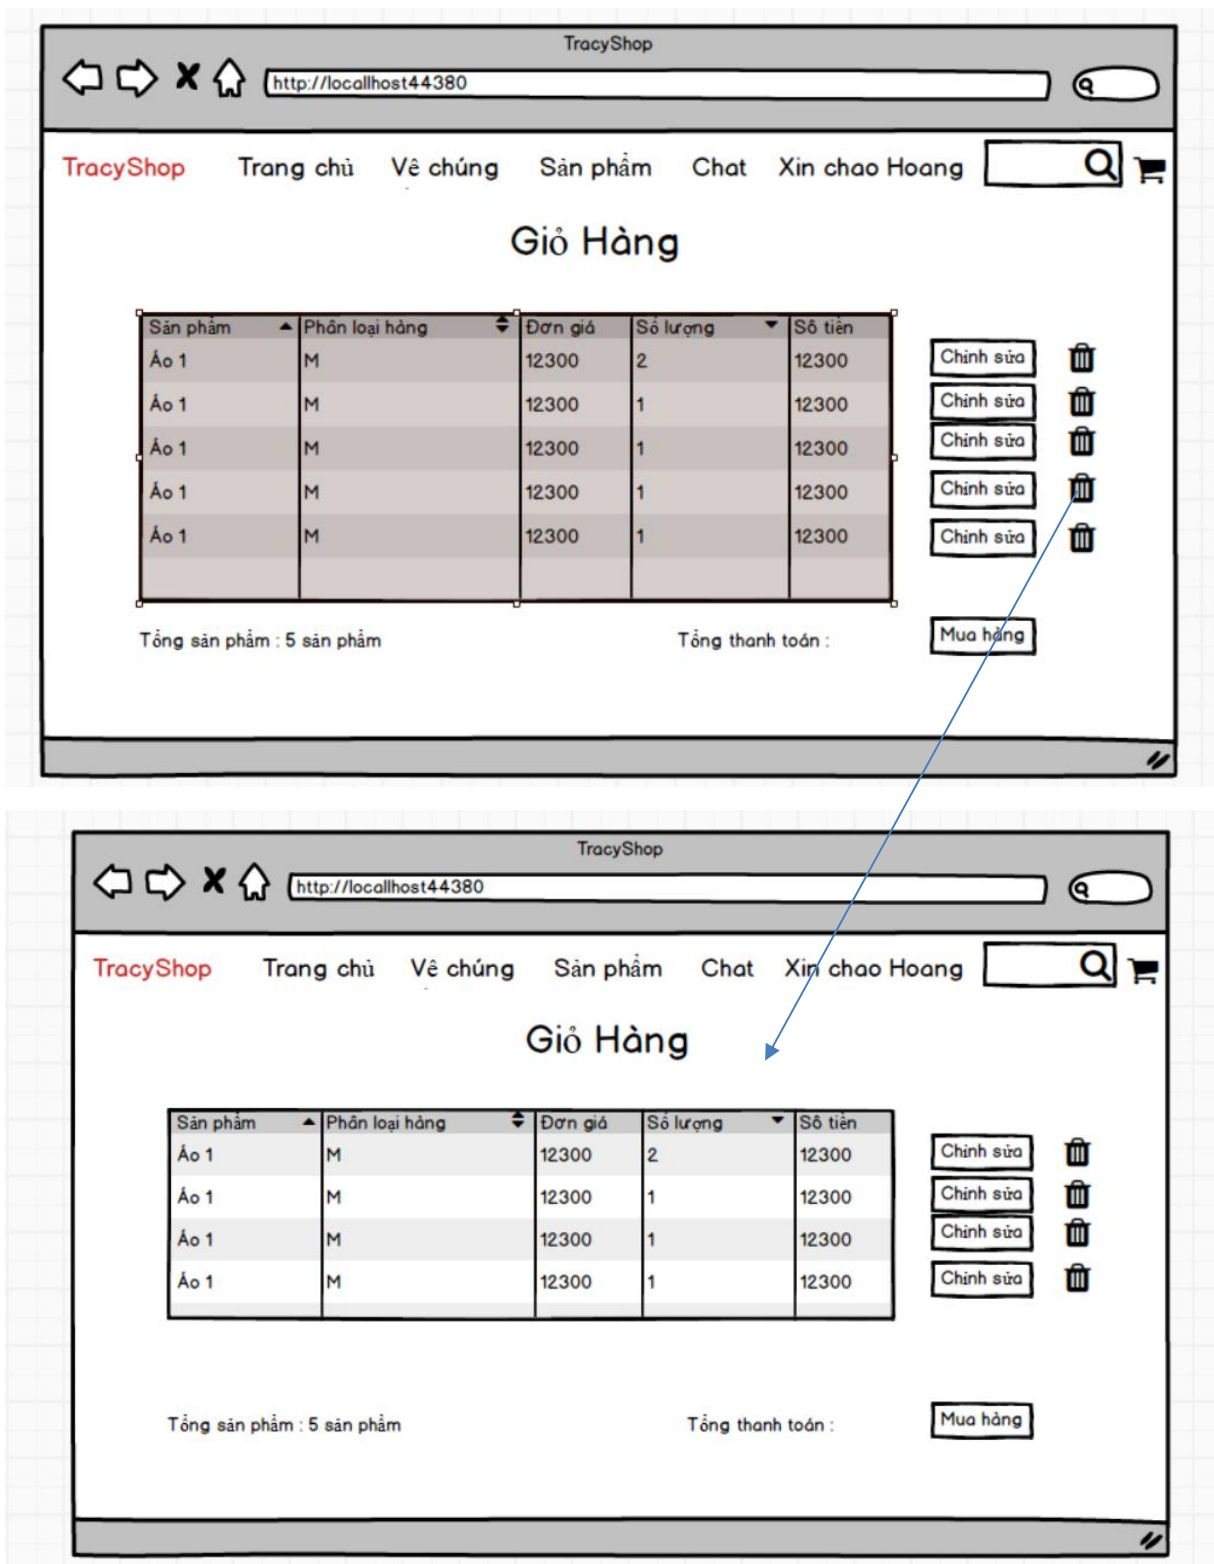 TracyShop
http://locallhost44380
TracyShop Trang chủ Vê chúng Sản phẩm Chat Xin chao Hoang
Giỏ Hàng
Sản phẩm Phân loại hàng Đơn giá Số lượng Sô tiền
Áo 1 M 12300 2 12300 Chỉnh sửa
Áo 1 M 12300 1 12300 Chỉnh sửa
Áo 1 M 12300 1 12300 Chỉnh sửa
Áo 1 M 12300 1 12300 Chỉnh sửa
Áo 1 M 12300 1 12300 Chỉnh sửa
Tổng sản phẩm : 5 sản phẩm Tổng thanh toán : Mua hàng
TracyShop
http://locallhost44380
TracyShop Trang chủ Vê chúng Sản phẩm Chat Xin chao Hoang
Giỏ Hàng
Sản phẩm Phân loại hàng Đơn giá Số lượng Sô tiền
Áo 1 M 12300 2 12300 Chỉnh sửa
Áo 1 M 12300 1 12300 Chỉnh sửa
Áo 1 M 12300 1 12300 Chỉnh sửa
Áo 1 M 12300 1 12300 Chỉnh sửa
Tổng sản phẩm : 5 sản phẩm Tổng thanh toán : Mua hàng